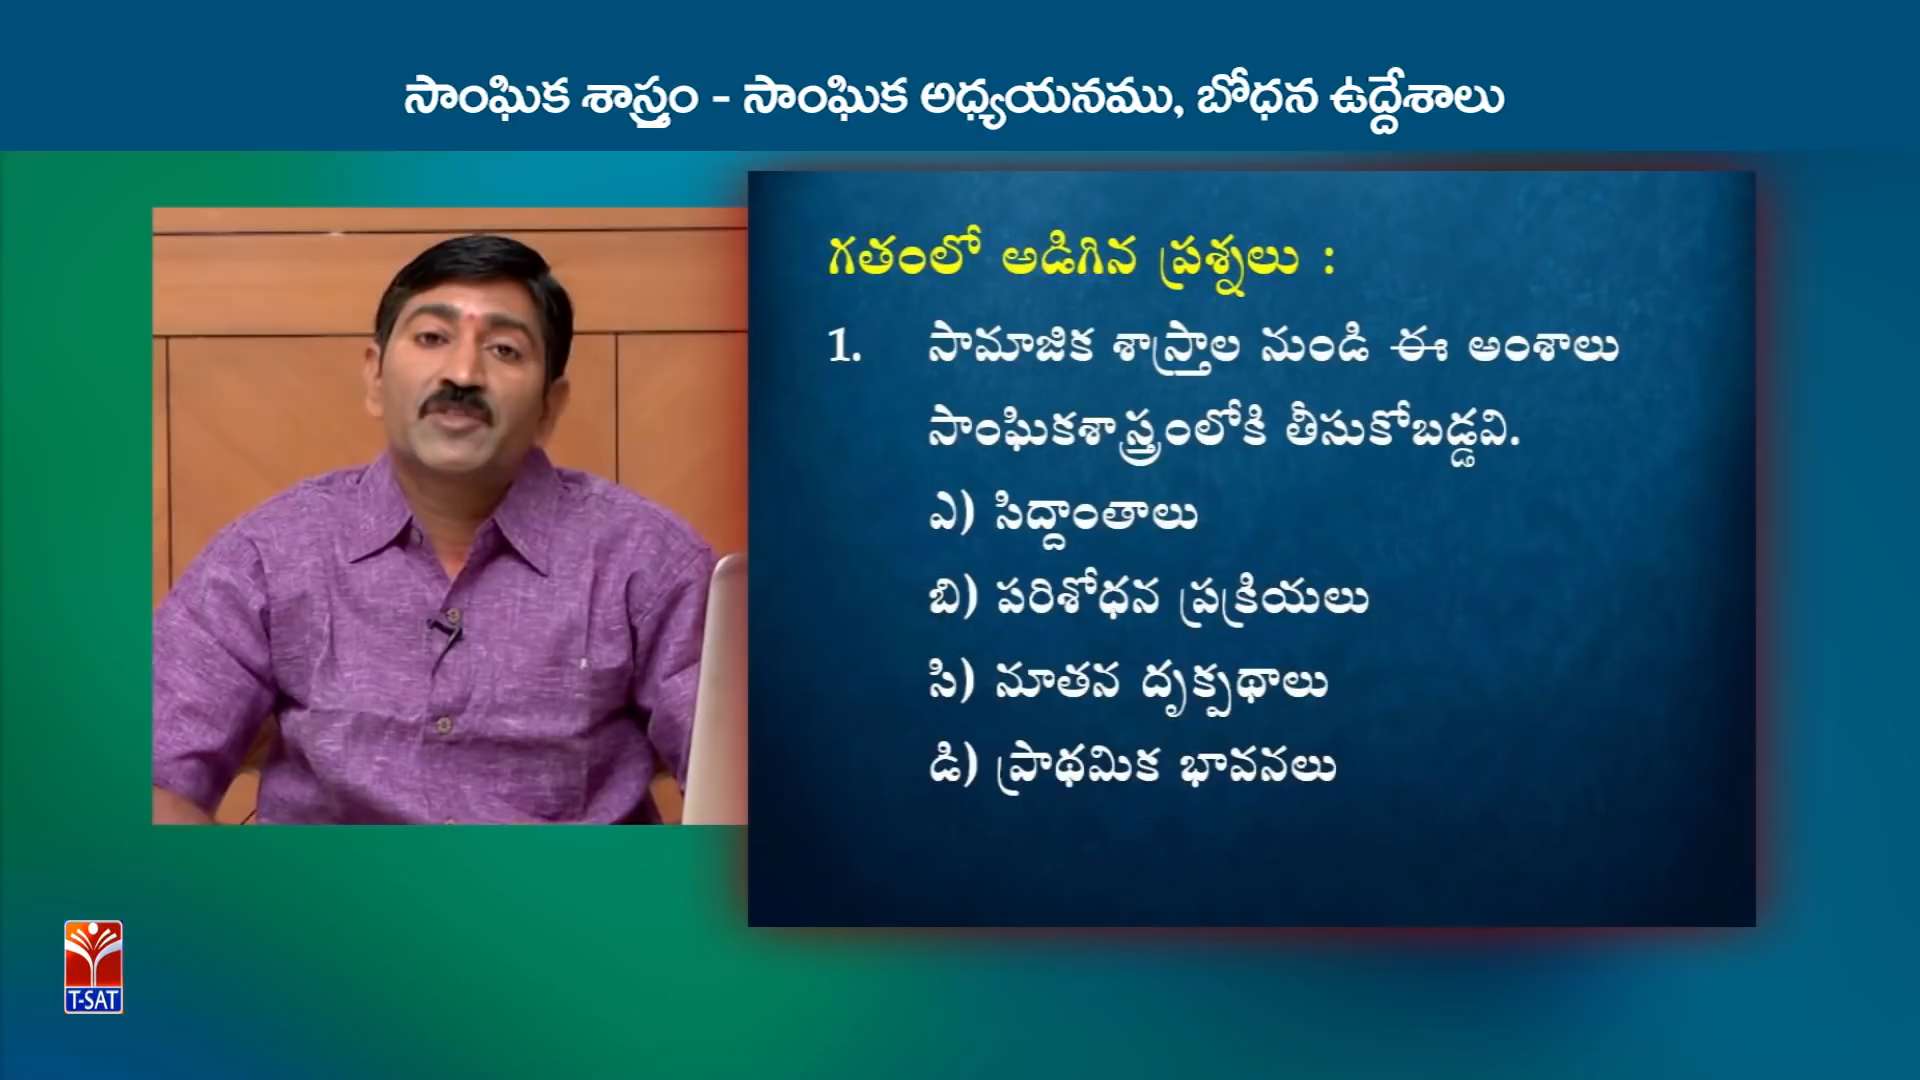 సాంఘిక శాస్త్రం - సాంఘిక అధ్యయనము, బోధన ఉద్దేశాలు
గతంలో అడిగిన ప్రశ్నలు :
1. సామాజిక శాస్త్రాల నుండి ఈ అంశాలు
సాంఘికశాస్త్రంలోకి తీసుకోబడ్డవి.
ఎ) సిద్దాంతాలు
బి) పరిశోధన ప్రక్రియలు
సి) నూతన దృక్పథాలు
డి) ప్రాథమిక భావనలు
T-SAT